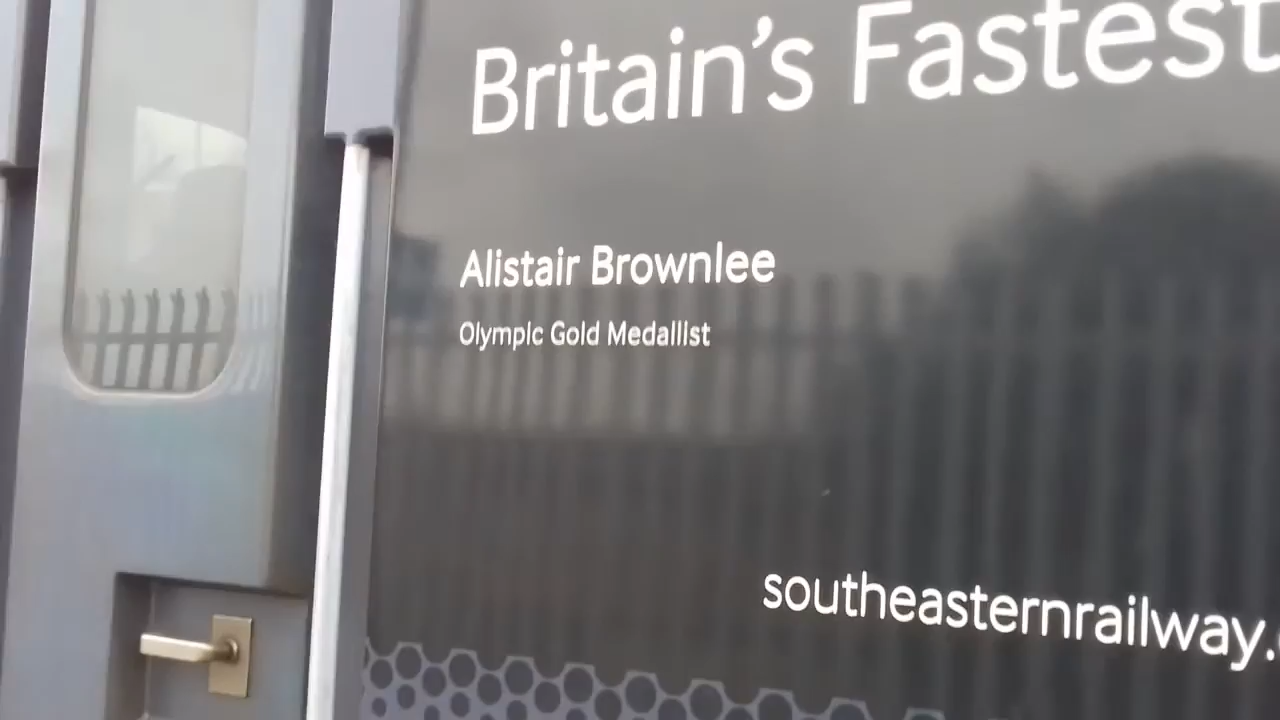 Britain's Fastest
Alistair Brownlee
Olympic Gold Medallist
southeasternrailway.